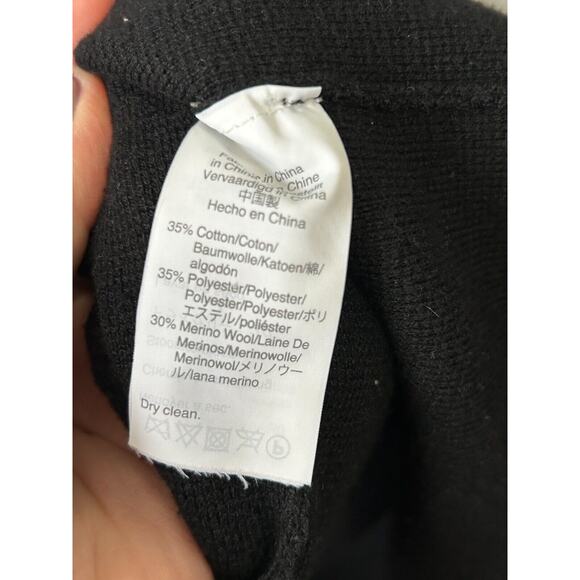 in China
in Chine
Vervaardigd in China
中国製
Hecho en China
35% Cotton/Coton/
Baumwolle/Katoen/綿/
algodón
35% Polyester/Polyester/
Polyester/Polyester/ポリ
エステル/poliéster
30% Merino Wool/Laine De
Merinos/Merinowolle/
Merinowol/メリノウー
ル/lana merino
Dry clean.